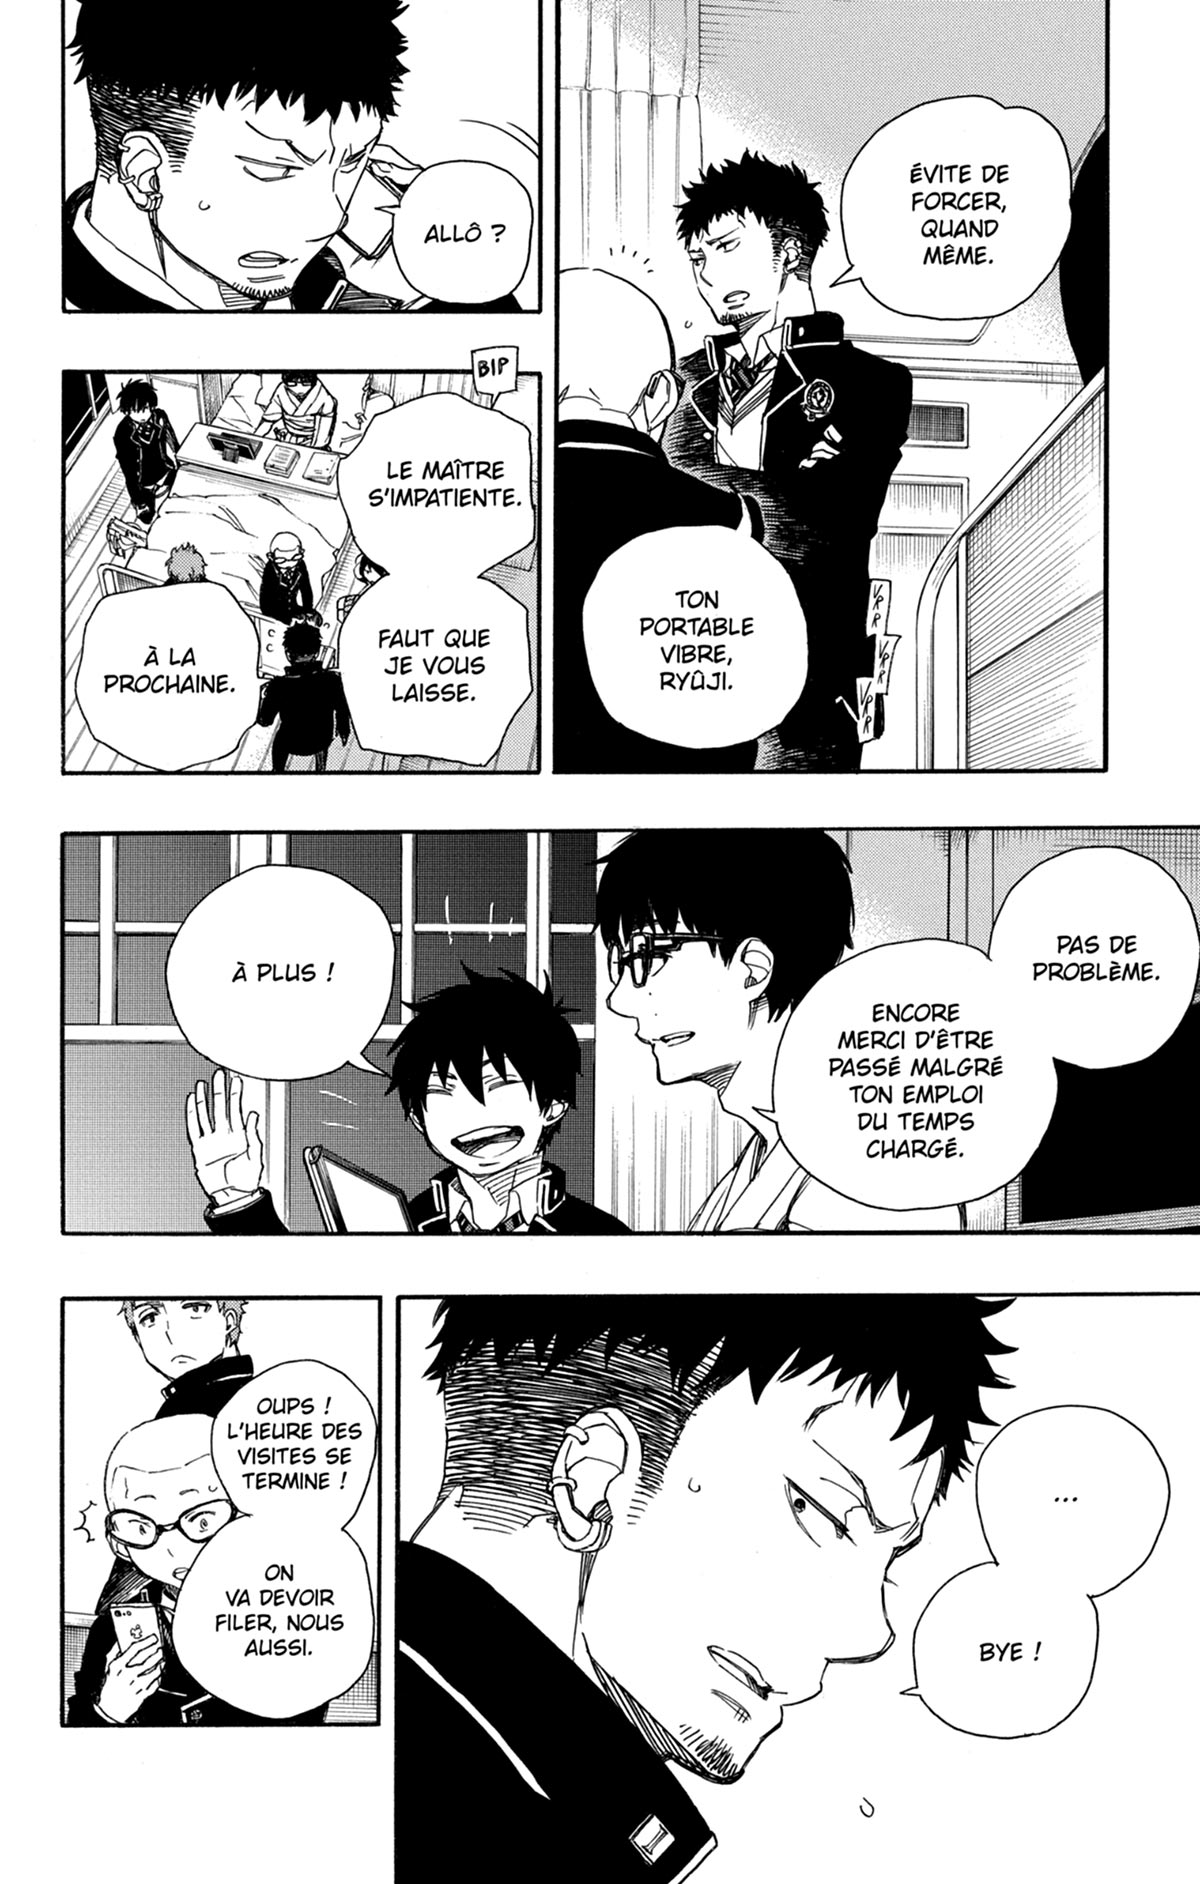 ÉVITE DE
FORCER,
QUAND
MÊME.
TON
PORTABLE
VIBRE,
RYÛJI.
VRR
VRR
VRR
ALLÔ ?
BIP
LE MAÎTRE
S'IMPATIENTE.
FAUT QUE
JE VOUS
LAISSE.
À LA
PROCHAINE.
PAS DE
PROBLÈME.
ENCORE
MERCI D'ÊTRE
PASSÉ MALGRÉ
TON EMPLOI
DU TEMPS
CHARGÉ.
À PLUS !
...
BYE !
OUPS !
L'HEURE DES
VISITES SE
TERMINE !
ON
VA DEVOIR
FILER, NOUS
AUSSI.